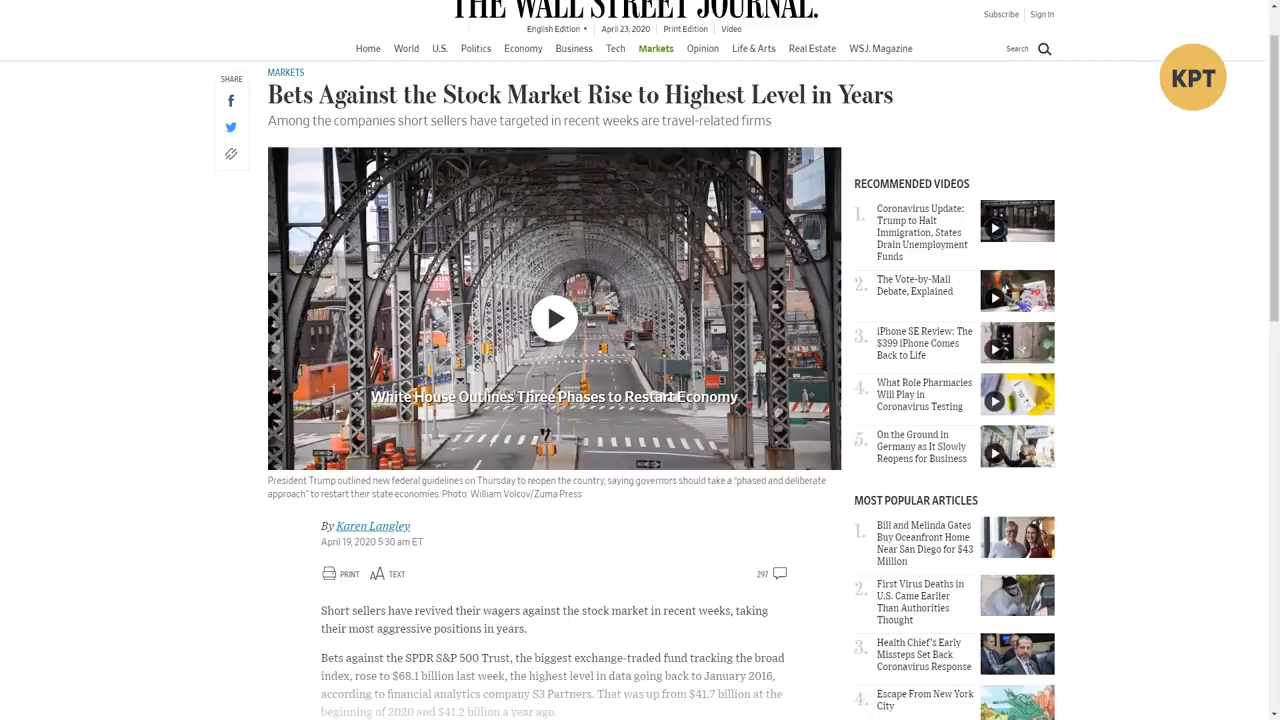 THE WALL STREET JOURNAL.
Subscribe
Sign In
English Edition
April 23, 2020
Print Edition
Video
Home
World
U.S.
Politics
Economy
Business
Tech
Markets
Opinion
Life & Arts
Real Estate
WSJ. Magazine
Search
KPT
SHARE
MARKETS
Bets Against the Stock Market Rise to Highest Level in Years
Among the companies short sellers have targeted in recent weeks are travel-related firms
White House Outlines Three Phases to Restart Economy
President Trump outlined new federal guidelines on Thursday to reopen the country, saying governors should take a “phased and deliberate
approach” to restart their state economies. Photo: William Volcov/Zuma Press
By Karen Langley
April 19, 2020 5:30 am ET
PRINT
AA TEXT
297
Short sellers have revived their wagers against the stock market in recent weeks, taking
their most aggressive positions in years.
Bets against the SPDR S&P 500 Trust, the biggest exchange-traded fund tracking the broad
index, rose to $68.1 billion last week, the highest level in data going back to January 2016,
according to financial analytics company S3 Partners. That was up from $41.7 billion at the
beginning of 2020 and $41.2 billion a year ago.
RECOMMENDED VIDEOS
1.
Coronavirus Update:
Trump to Halt
Immigration, States
Drain Unemployment
Funds
2.
The Vote-by-Mail
Debate, Explained
3.
iPhone SE Review: The
$399 iPhone Comes
Back to Life
4.
What Role Pharmacies
Will Play in
Coronavirus Testing
5.
On the Ground in
Germany as It Slowly
Reopens for Business
MOST POPULAR ARTICLES
1.
Bill and Melinda Gates
Buy Oceanfront Home
Near San Diego for $43
Million
2.
First Virus Deaths in
U.S. Came Earlier
Than Authorities
Thought
3.
Health Chief’s Early
Missteps Set Back
Coronavirus Response
4.
Escape From New York
City